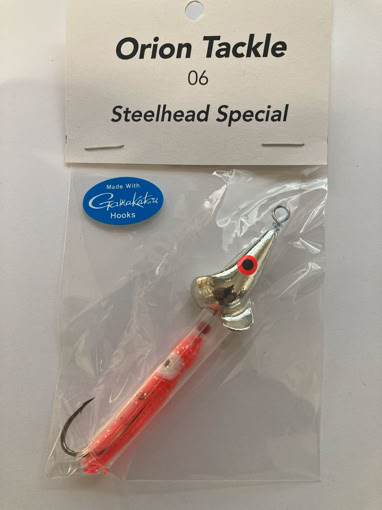 Orion Tackle
06
Steelhead Special
Made With
Gamakatsu
Hooks